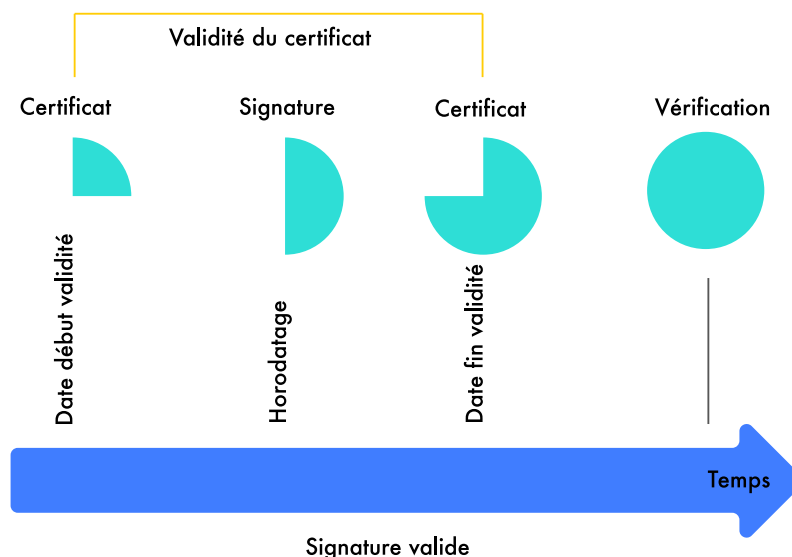 Validité du certificat
Certificat
Signature
Certificat
Vérification
Date début validité
Horodatage
Date fin validité
Temps
Signature valide